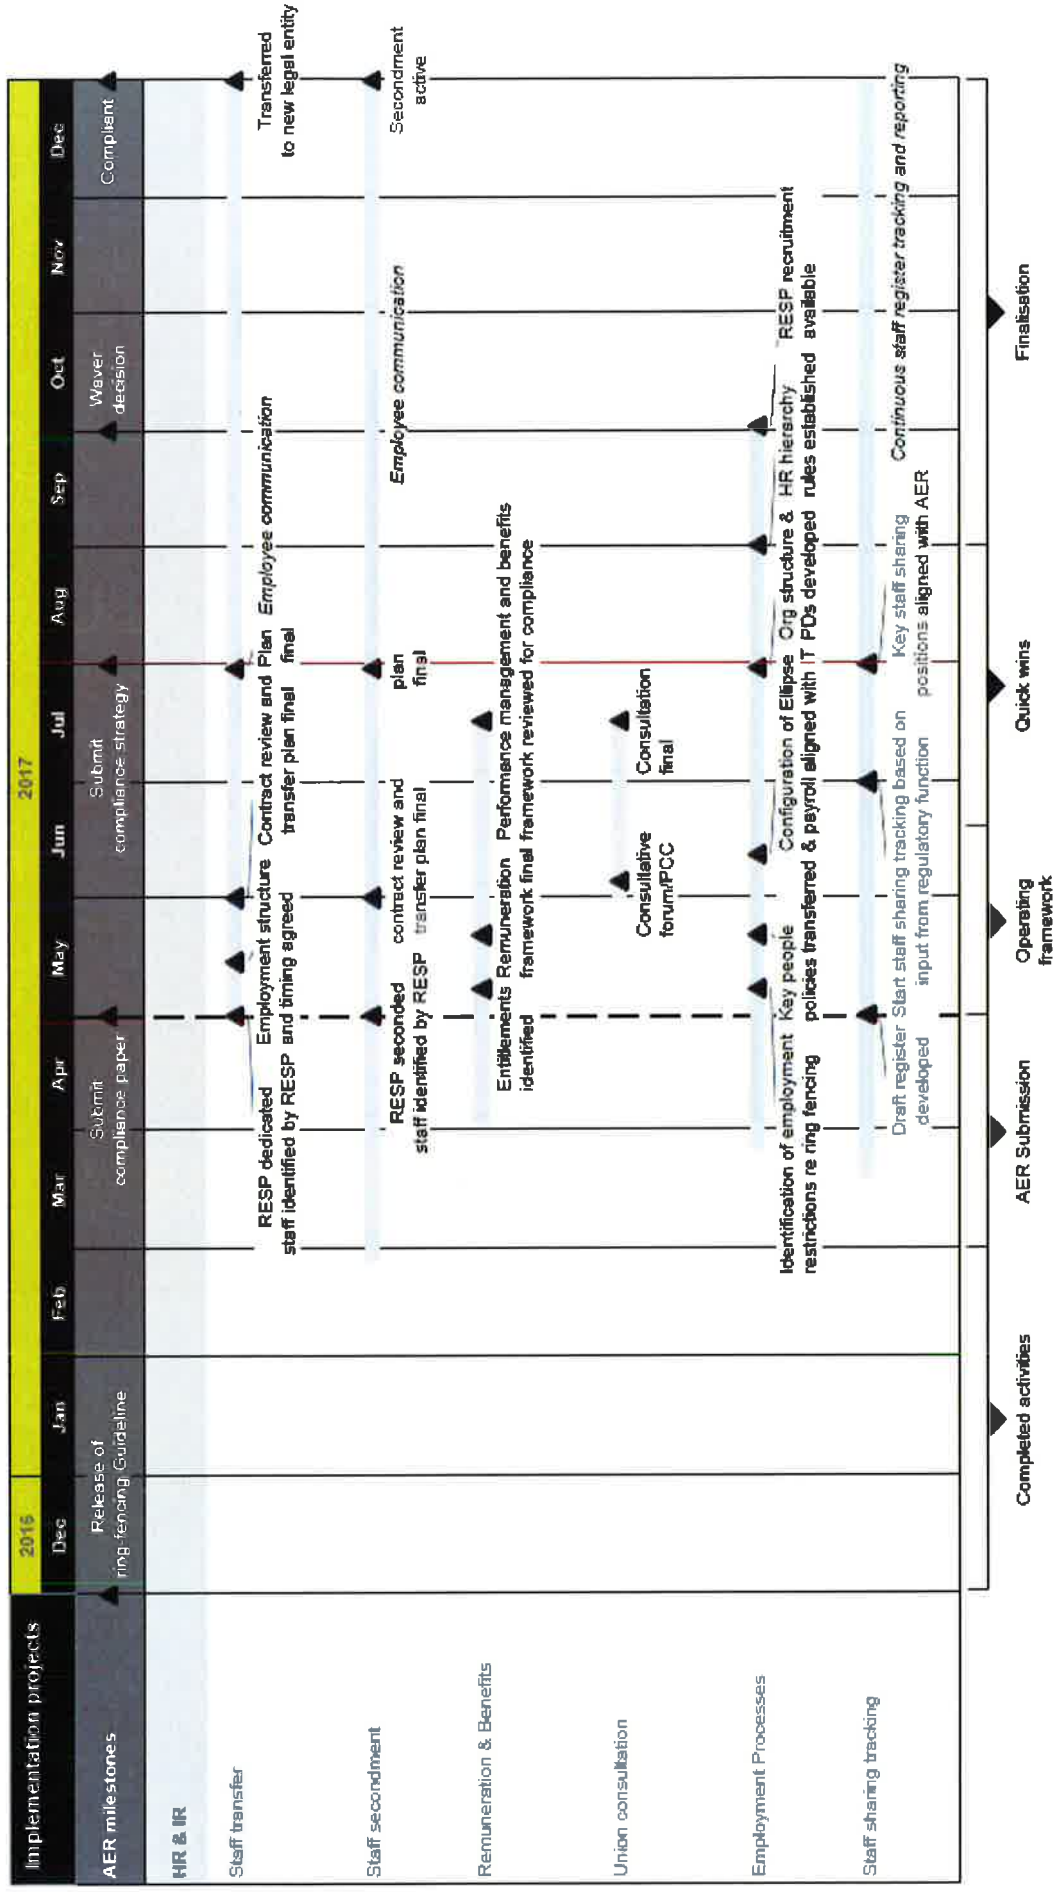 Implementation projects
2016
2017
Dec
Jan
Feb
Mar
Apr
May
Jun
Jul
Aug
Sep
Oct
Nov
Dec
AER milestones
Release of
ring-fencing Guideline
Submit
compliance paper
Submit
compliance strategy
Waver
decision
Compliant
HR & IR
Staff transfer
RESP dedicated
staff identified by RESP
Employment structure
and timing agreed
Contract review and
transfer plan final
Plan
final
Employee communication
Transferred
to new legal entity
Staff secondment
RESP seconded
staff identified by RESP
contract review and
transfer plan final
plan
final
Employee communication
Secondment
active
Remuneration & Benefits
Entitlements
identified
Remuneration
framework final
Performance management and benefits
framework reviewed for compliance
Union consultation
Consultative
forum/PCC
Consultation
final
Employment Processes
Identification of employment
restrictions re ring fencing
Key people
policies transferred
Configuration of Ellipse
& payroll aligned with IT
Org structure &
PDs developed
HR hierarchy
rules established
RESP recruitment
available
Staff sharing tracking
Draft register
developed
Start staff sharing tracking based on
input from regulatory function
Key staff sharing
positions aligned with AER
Continuous staff register tracking and reporting
Completed activities
AER Submission
Operating
framework
Quick wins
Finalisation